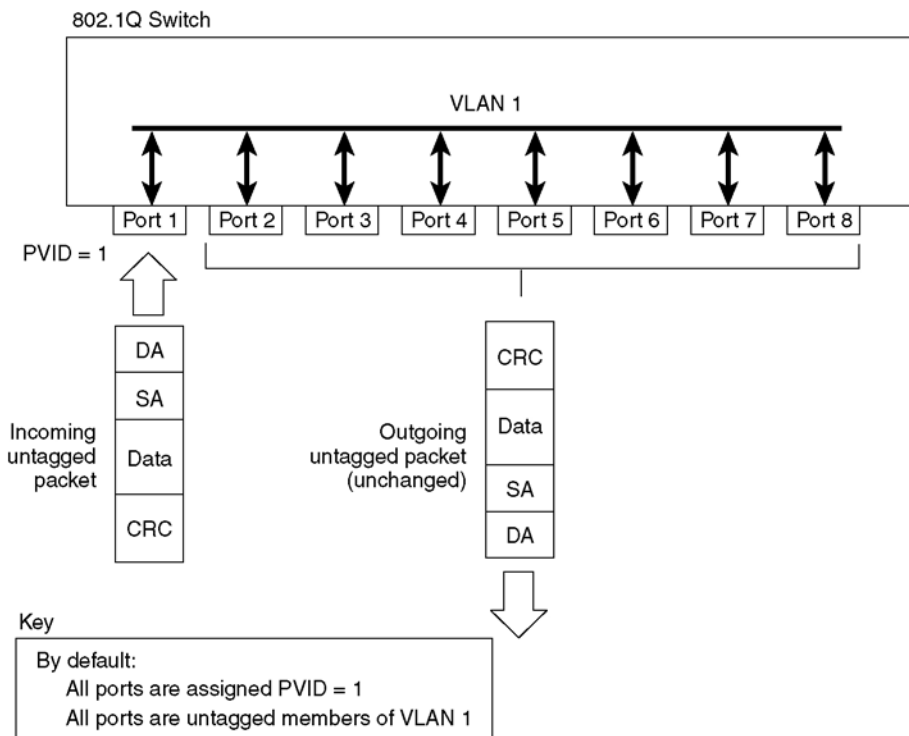 802.1Q Switch
VLAN 1
Port 1
Port 2
Port 3
Port 4
Port 5
Port 6
Port 7
Port 8
PVID = 1
Incoming
untagged
packet
DA
SA
Data
CRC
Outgoing
untagged packet
(unchanged)
CRC
Data
SA
DA
Key
By default:
All ports are assigned PVID = 1
All ports are untagged members of VLAN 1